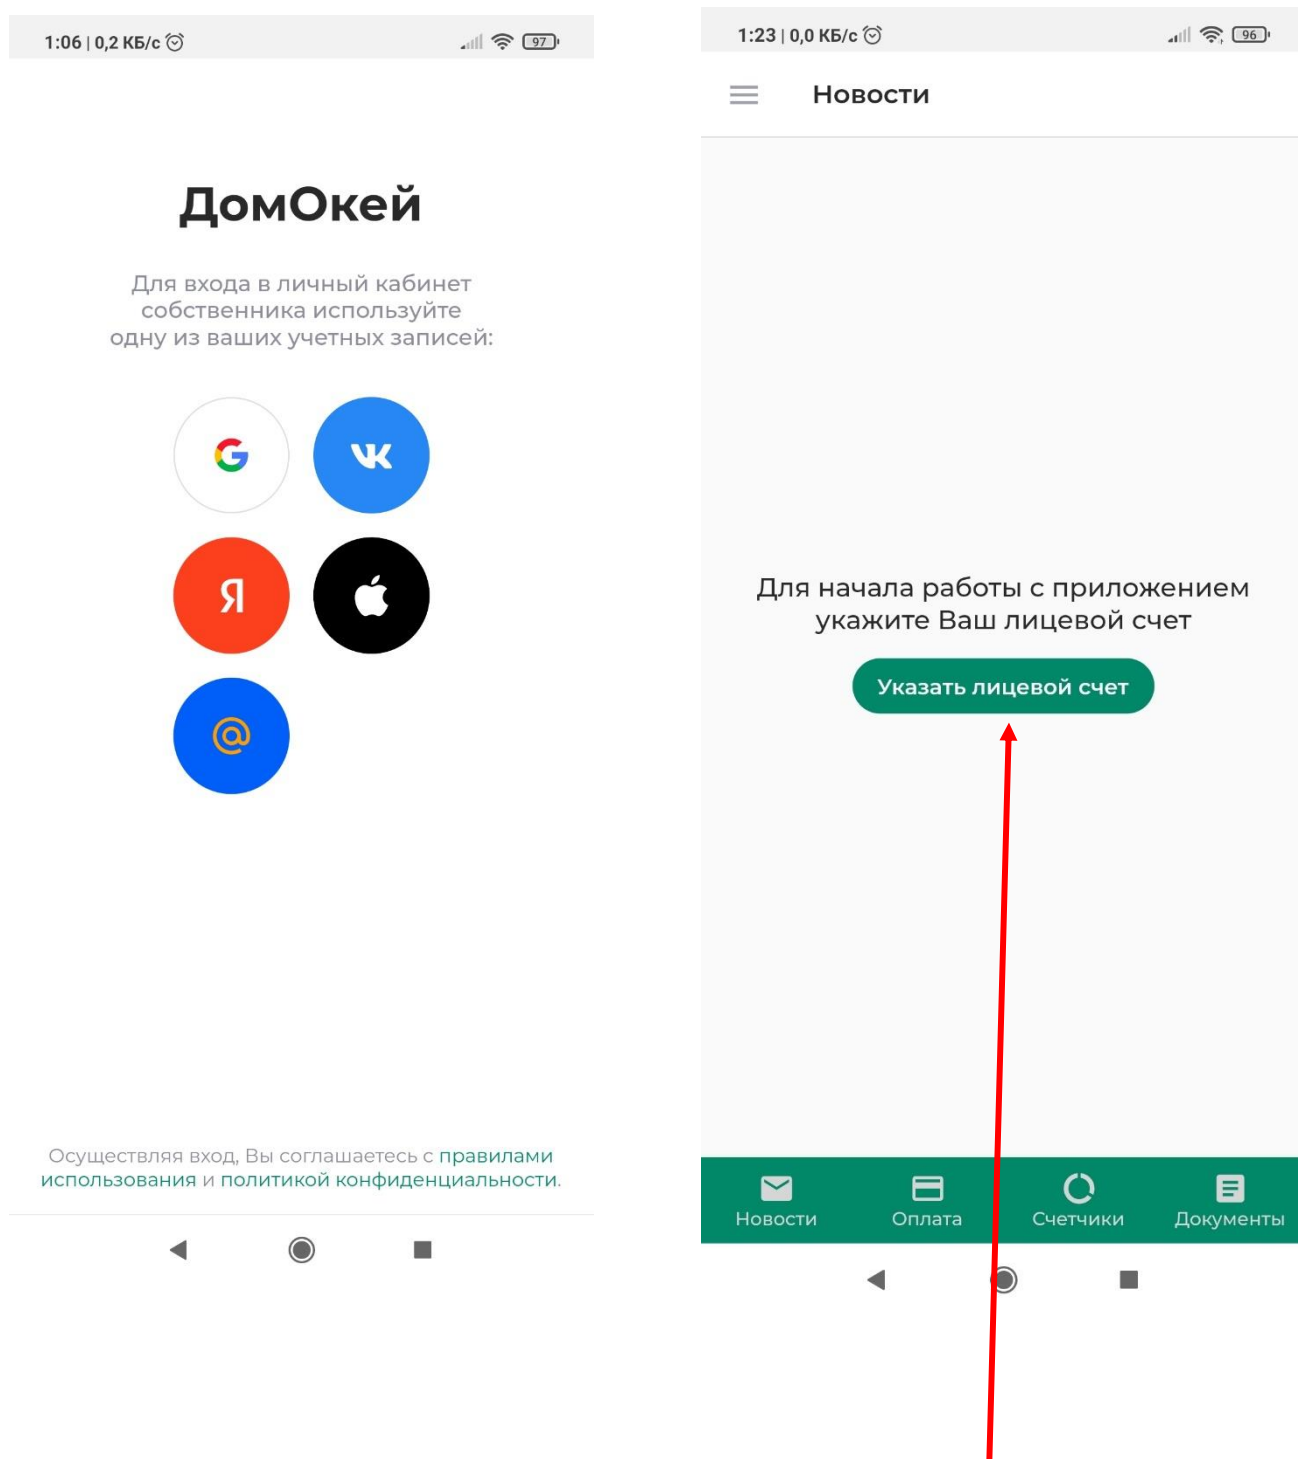 1:06 | 0,2 КБ/с
97
ДомОкей
Для входа в личный кабинет
собственника используйте
одну из ваших учетных записей:
G
VK
Я
@
Осуществляя вход, Вы соглашаетесь с правилами
использования и политикой конфиденциальности.
1:23 | 0,0 КБ/с
96
Новости
Для начала работы с приложением
укажите Ваш лицевой счет
Указать лицевой счет
Новости
Оплата
Счетчики
Документы